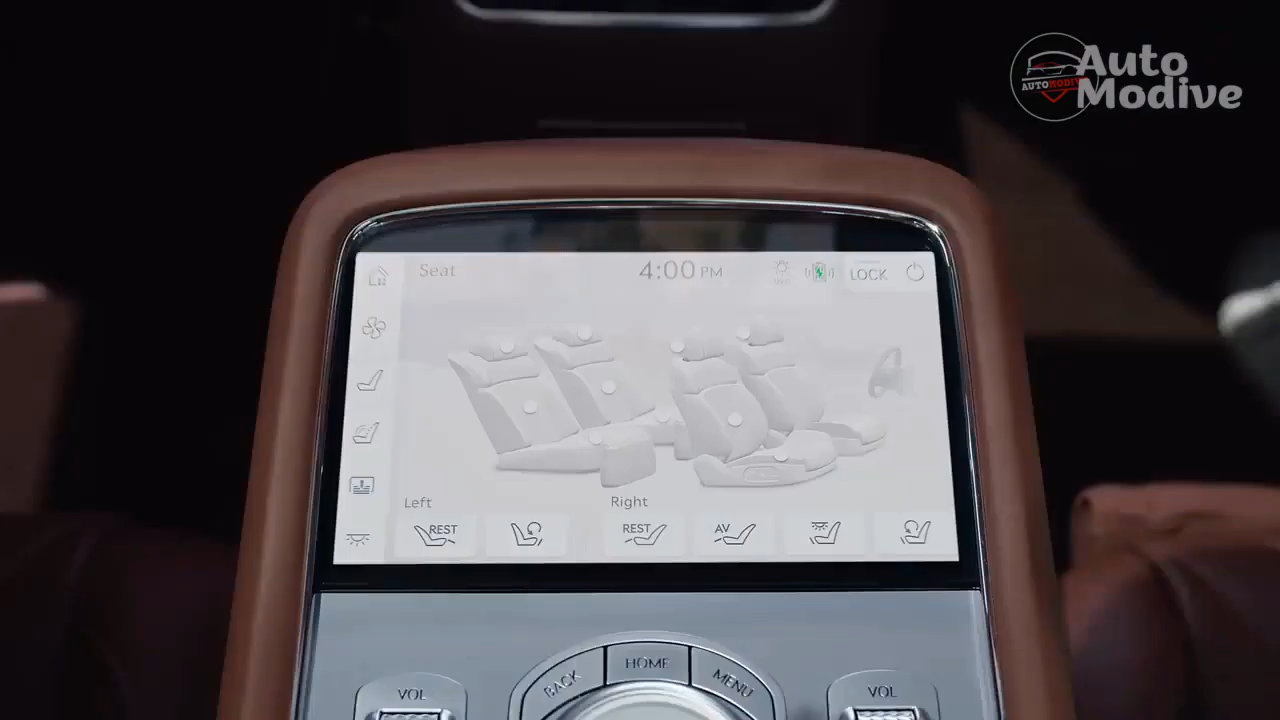 Auto
Modive
AUTOMODIVE
Seat
4:00 PM
LOCK
Left
Right
REST
REST
AV
BACK
HOME
MENU
VOL
VOL